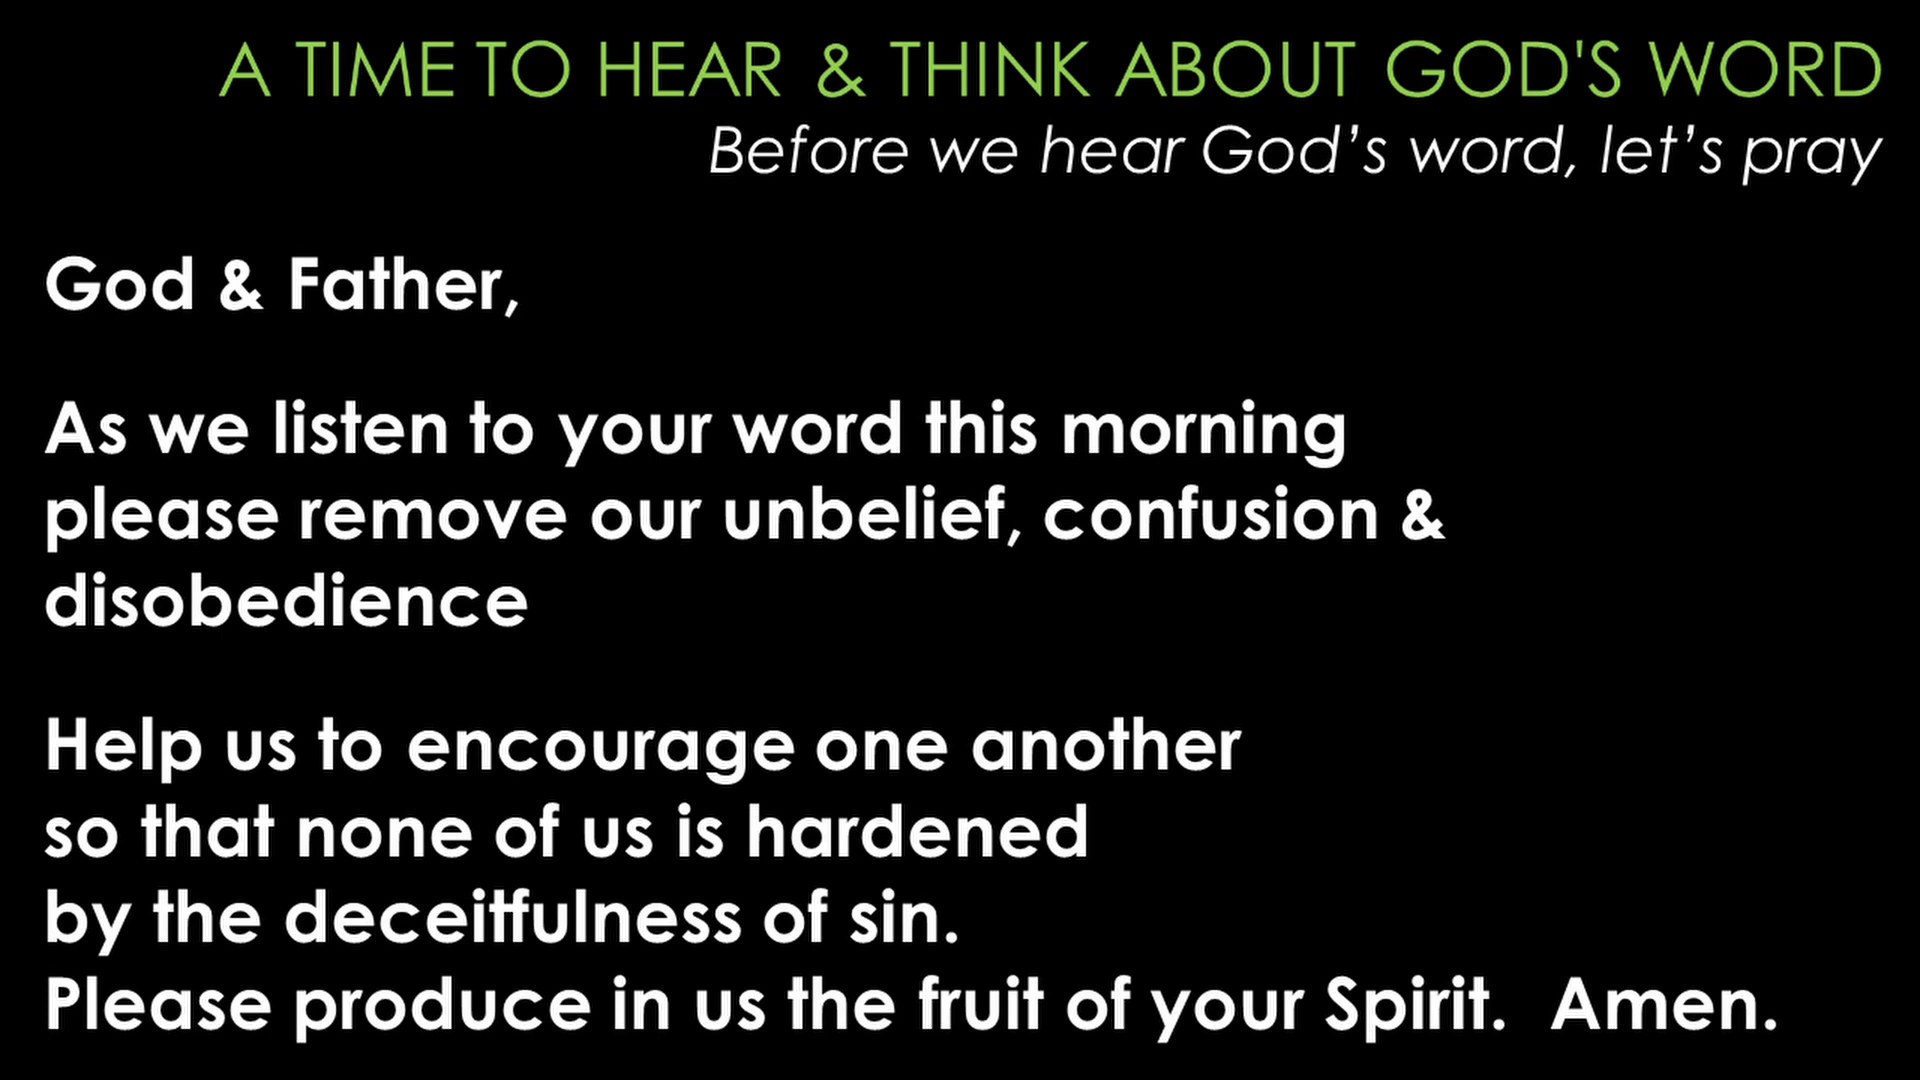 A TIME TO HEAR & THINK ABOUT GOD'S WORD
Before we hear God’s word, let’s pray
God & Father,
As we listen to your word this morning
please remove our unbelief, confusion &
disobedience
Help us to encourage one another
so that none of us is hardened
by the deceitfulness of sin.
Please produce in us the fruit of your Spirit.  Amen.